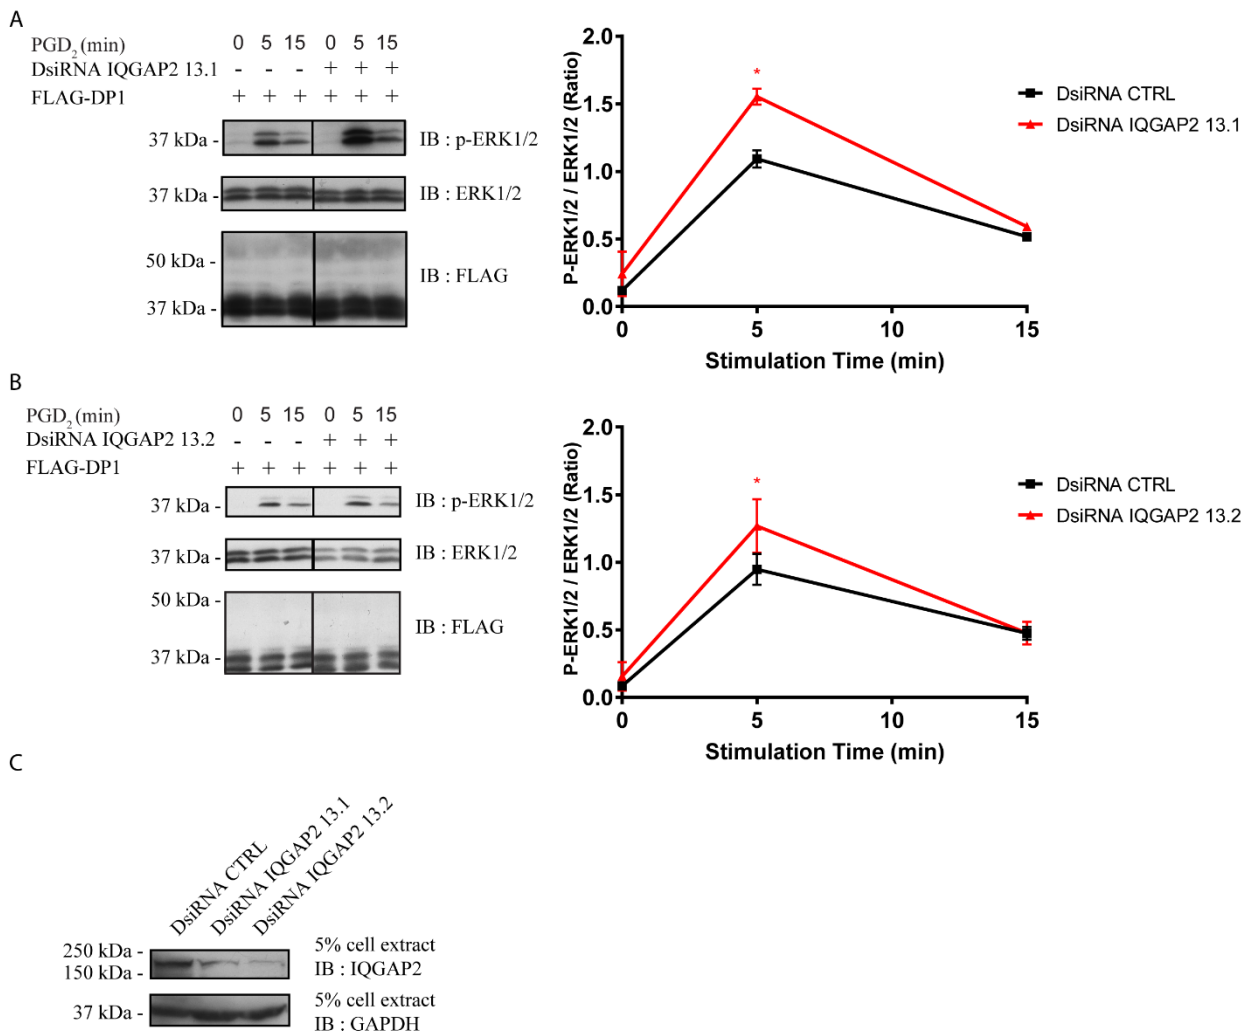 A
PGD2 (min) 0 5 15 0 5 15
DsiRNA IQGAP2 13.1 - - - + + +
FLAG-DP1 + + + + + +
37 kDa - IB : p-ERK1/2
37 kDa - IB : ERK1/2
50 kDa - IB : FLAG
37 kDa -
P-ERK1/2 / ERK1/2 (Ratio)
2.0
1.5
1.0
0.5
0.0
*
0 5 10 15
Stimulation Time (min)
DsiRNA CTRL
DsiRNA IQGAP2 13.1
B
PGD2 (min) 0 5 15 0 5 15
DsiRNA IQGAP2 13.2 - - - + + +
FLAG-DP1 + + + + + +
37 kDa - IB : p-ERK1/2
37 kDa - IB : ERK1/2
50 kDa - IB : FLAG
37 kDa -
P-ERK1/2 / ERK1/2 (Ratio)
2.0
1.5
1.0
0.5
0.0
*
0 5 10 15
Stimulation Time (min)
DsiRNA CTRL
DsiRNA IQGAP2 13.2
C
DsiRNA CTRL
DsiRNA IQGAP2 13.1
DsiRNA IQGAP2 13.2
250 kDa - 5% cell extract
150 kDa - IB : IQGAP2
37 kDa - 5% cell extract
IB : GAPDH